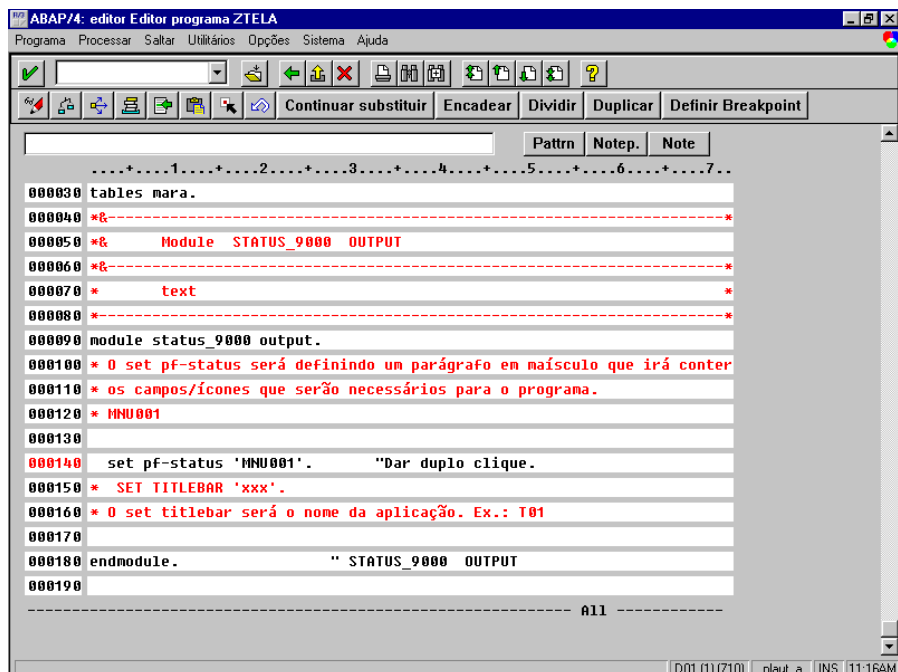 ABAP/4: editor Editor programa ZTELA
Programa Processar Saltar Utilitários Opções Sistema Ajuda
Continuar substituir Encadear Dividir Duplicar Definir Breakpoint
Pattrn Notep. Note
....+....1....+....2....+....3....+....4....+....5....+....6....+....7..
000030 tables mara.
000040 *&---------------------------------------------------------------------*
000050 *&      Module  STATUS_9000  OUTPUT
000060 *&---------------------------------------------------------------------*
000070 *       text                                                           *
000080 *----------------------------------------------------------------------*
000090 module status_9000 output.
000100 * O set pf-status será definindo um parágrafo em maísculo que irá conter
000110 * os campos/ícones que serão necessários para o programa.
000120 * MNU001
000130
000140   set pf-status 'MNU001'.       "Dar duplo clique.
000150 *  SET TITLEBAR 'xxx'.
000160 * O set titlebar será o nome da aplicação. Ex.: T01
000170
000180 endmodule.                 " STATUS_9000  OUTPUT
000190
--------------------------------------------------------------- All ------------
D01 (1) (710) plaut_a INS 11:16AM